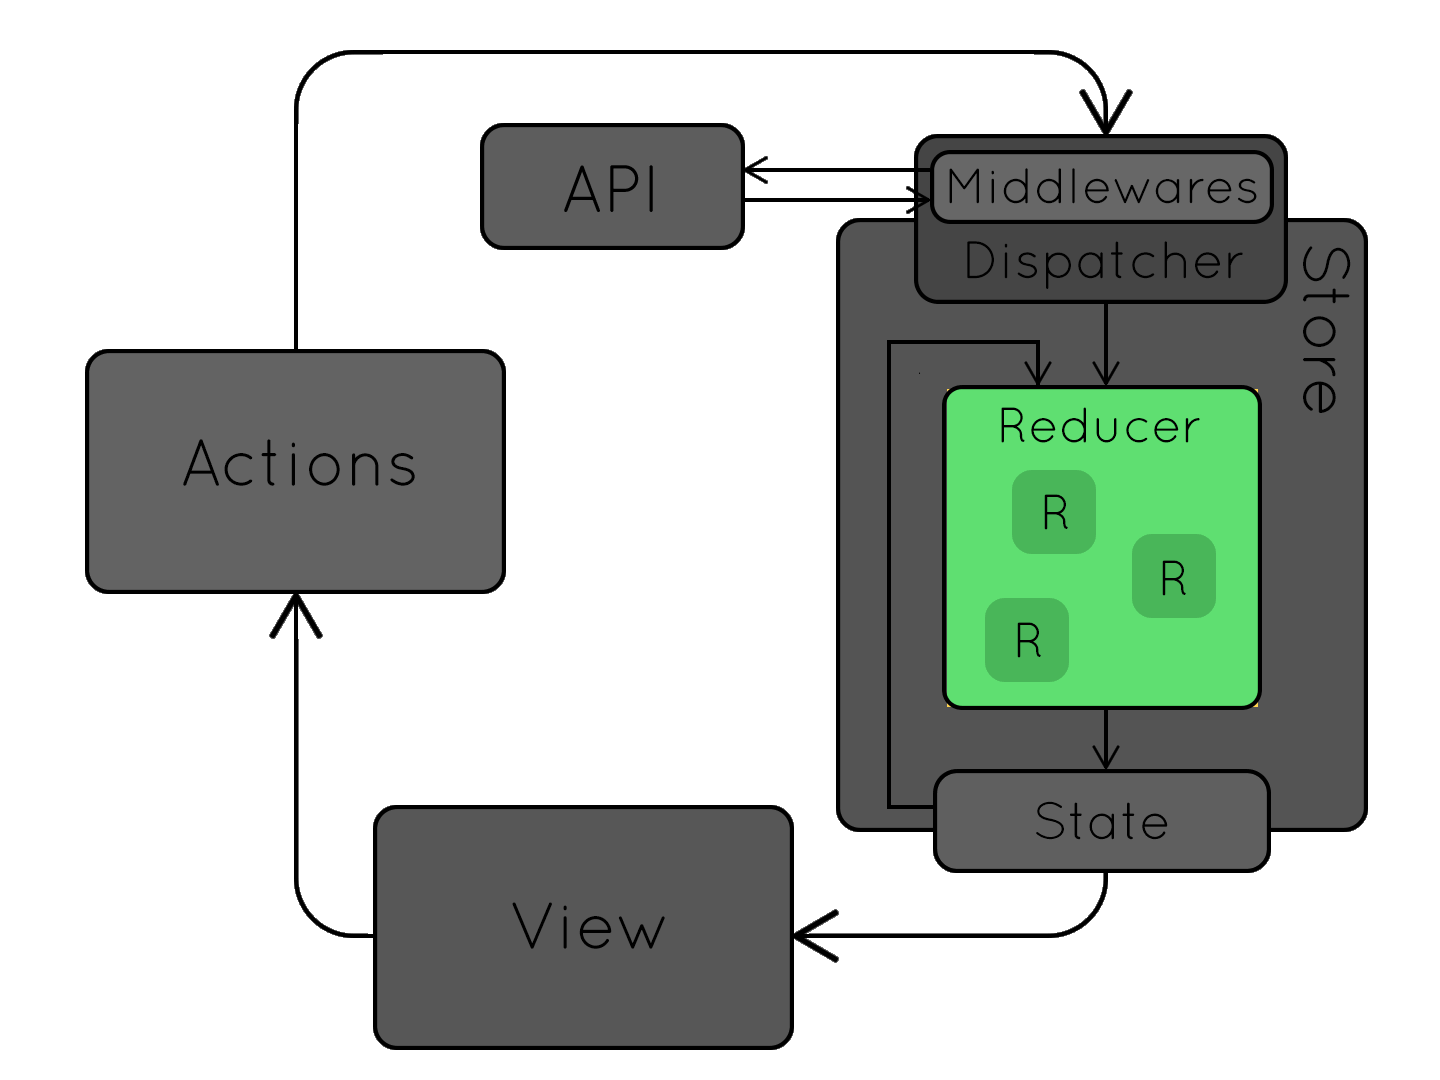 API
Middlewares
Dispatcher
Store
Actions
Reducer
R
R
R
State
View